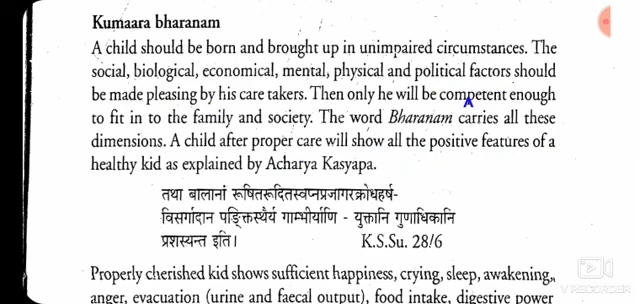 Kumaara bharanam
A child should be born and brought up in unimpaired circumstances. The
social, biological, economical, mental, physical and political factors should
be made pleasing by his care takers. Then only he will be competent enough
to fit in to the family and society. The word Bharanam carries all these
dimensions. A child after proper care will show all the positive features of a
healthy kid as explained by Acharya Kasyapa.
तथा बालानां रूषितरूदितस्वप्नप्रजागरक्रोधहर्ष-
विसर्गादान पङ्क्तिस्थैर्य गाम्भीर्याणि - युक्तानि गुणाधिकानि
प्रशस्यन्त इति। K.S.Su. 28/6
Properly cherished kid shows sufficient happiness, crying, sleep, awakening,
anger, evacuation (urine and faecal output), food intake, digestive power
V RECORDER